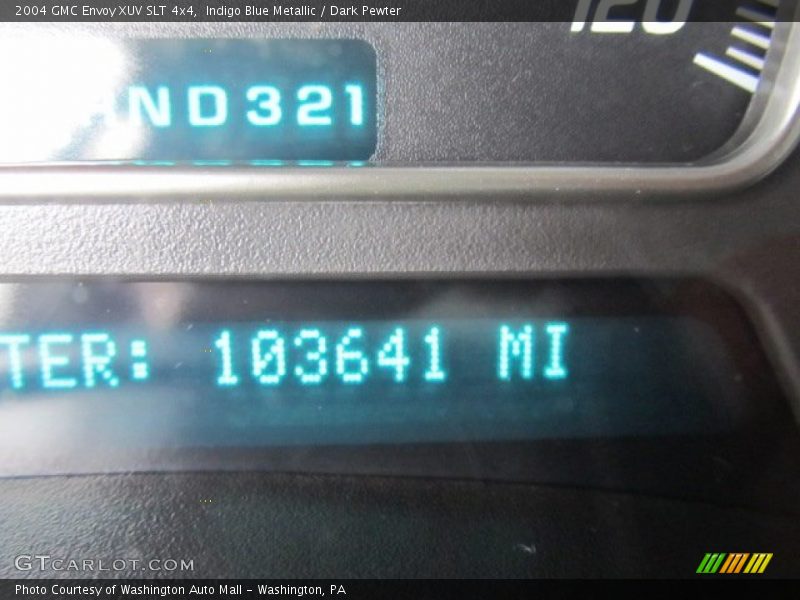 2004 GMC Envoy XUV SLT 4x4, Indigo Blue Metallic / Dark Pewter
120
ND321
TER: 103641 MI
GTCARLOT.COM
Photo Courtesy of Washington Auto Mall - Washington, PA